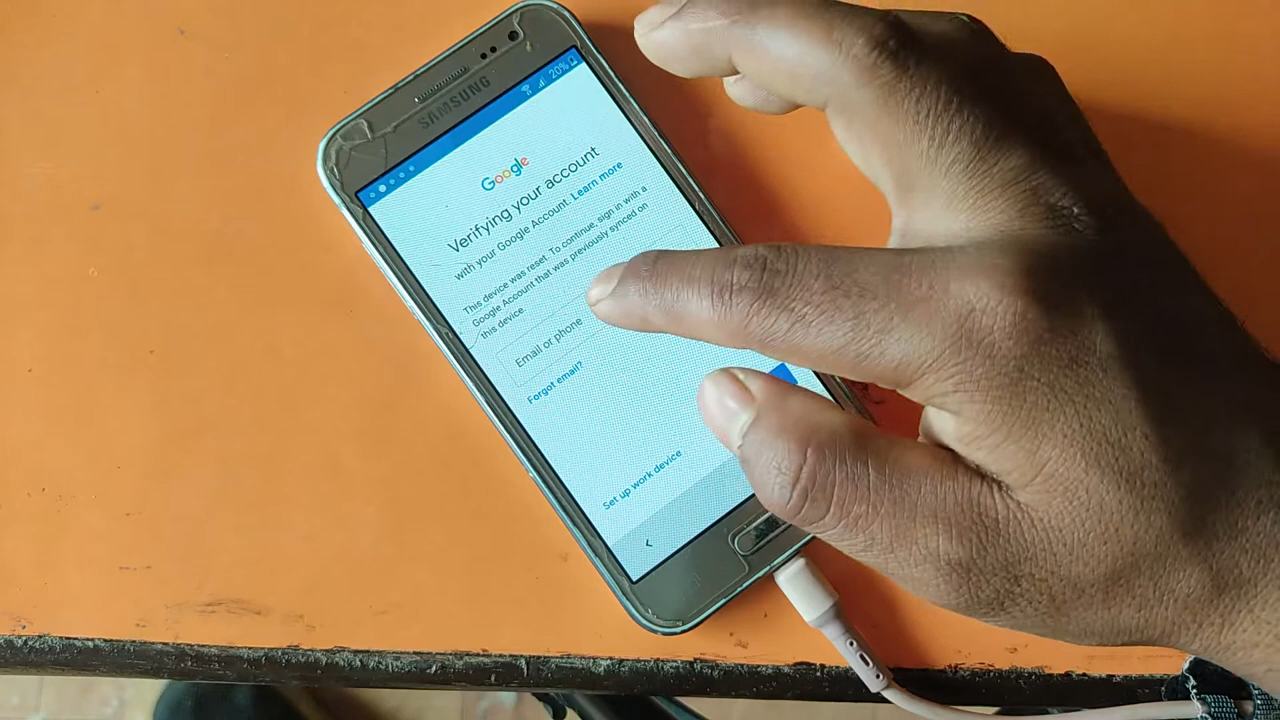 SAMSUNG
20%
Google
Verifying your account
with your Google Account. Learn more
This device was reset. To continue, sign in with a
Google Account that was previously synced on
this device
Email or phone
Forgot email?
Set up work device